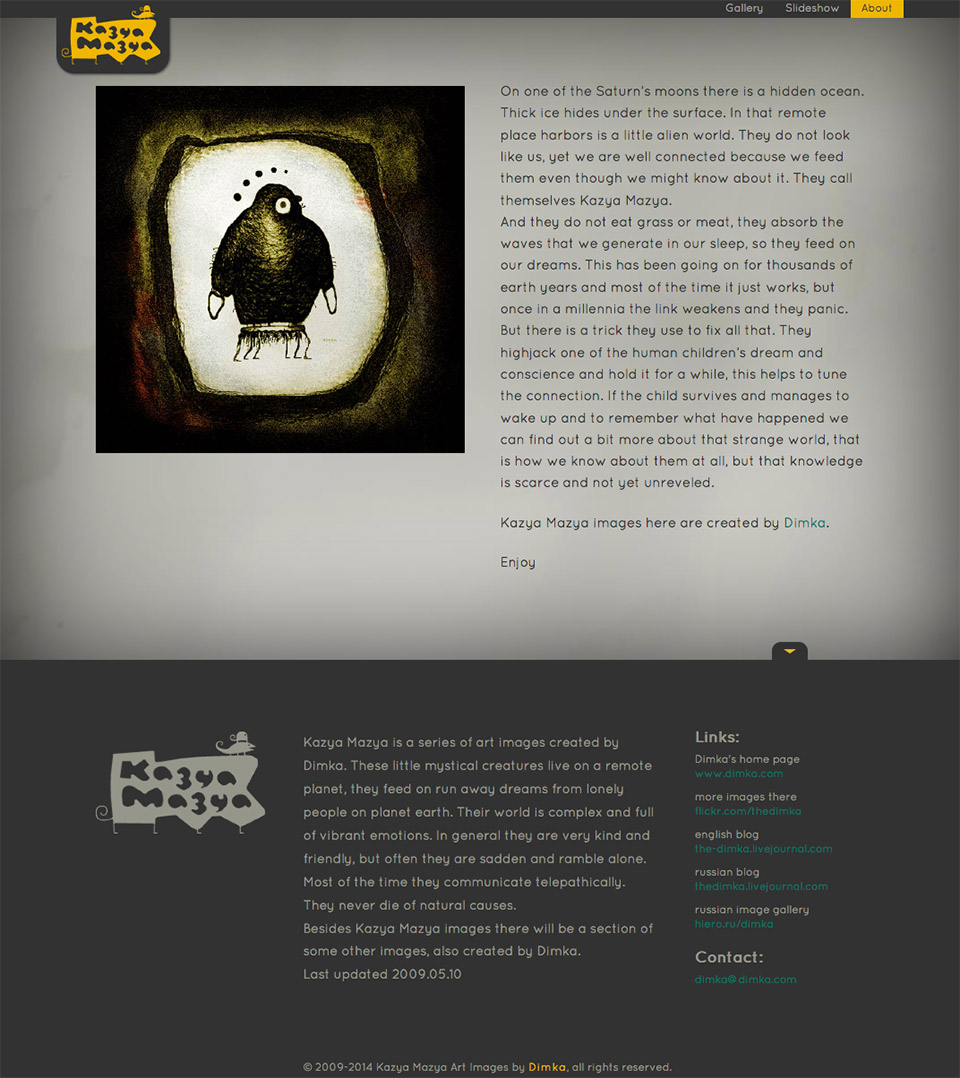 Gallery Slideshow About
Ka3ya
Ma3ya
On one of the Saturn's moons there is a hidden ocean.
Thick ice hides under the surface. In that remote
place harbors is a little alien world. They do not look
like us, yet we are well connected because we feed
them even though we might know about it. They call
themselves Kazya Mazya.
And they do not eat grass or meat, they absorb the
waves that we generate in our sleep, so they feed on
our dreams. This has been going on for thousands of
earth years and most of the time it just works, but
once in a millennia the link weakens and they panic.
But there is a trick they use to fix all that. They
highjack one of the human children's dream and
conscience and hold it for a while, this helps to tune
the connection. If the child survives and manages to
wake up and to remember what have happened we
can find out a bit more about that strange world, that
is how we know about them at all, but that knowledge
is scarce and not yet unreveled.
Kazya Mazya images here are created by Dimka.
Enjoy
Ka3ya
Ma3ya
Kazya Mazya is a series of art images created by
Dimka. These little mystical creatures live on a remote
planet, they feed on run away dreams from lonely
people on planet earth. Their world is complex and full
of vibrant emotions. In general they are very kind and
friendly, but often they are sadden and ramble alone.
Most of the time they communicate telepathically.
They never die of natural causes.
Besides Kazya Mazya images there will be a section of
some other images, also created by Dimka.
Last updated 2009.05.10
Links:
Dimka's home page
www.dimka.com
more images there
flickr.com/thedimka
english blog
the-dimka.livejournal.com
russian blog
thedimka.livejournal.com
russian image gallery
hiero.ru/dimka
Contact:
dimka@dimka.com
© 2009-2014 Kazya Mazya Art Images by Dimka, all rights reserved.